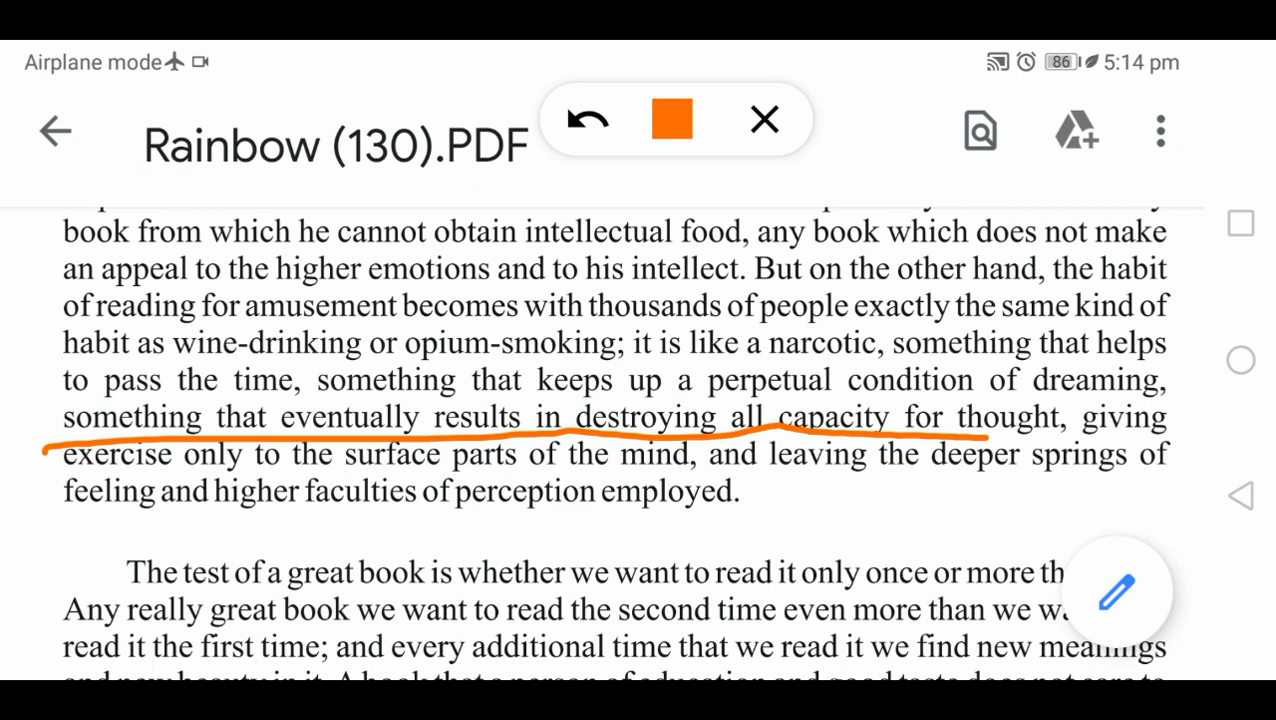 Airplane mode
86 5:14 pm
Rainbow (130).PDF
book from which he cannot obtain intellectual food, any book which does not make
an appeal to the higher emotions and to his intellect. But on the other hand, the habit
of reading for amusement becomes with thousands of people exactly the same kind of
habit as wine-drinking or opium-smoking; it is like a narcotic, something that helps
to pass the time, something that keeps up a perpetual condition of dreaming,
something that eventually results in destroying all capacity for thought, giving
exercise only to the surface parts of the mind, and leaving the deeper springs of
feeling and higher faculties of perception employed.
The test of a great book is whether we want to read it only once or more
Any really great book we want to read the second time even more than we
read it the first time; and every additional time that we read it we find new meanings